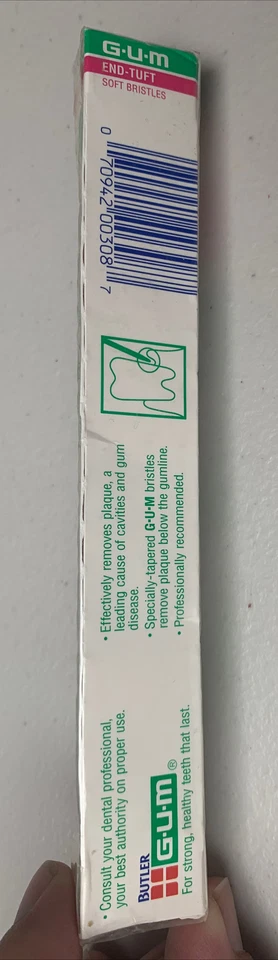 G·U·M
END-TUFT
SOFT BRISTLES
0 70942 00308 7
• Effectively removes plaque, a
leading cause of cavities and gum
disease.
• Specially-tapered G·U·M bristles
remove plaque below the gumline.
• Professionally recommended.
• Consult your dental professional,
your best authority on proper use.
BUTLER
G·U·M®
For strong, healthy teeth that last.